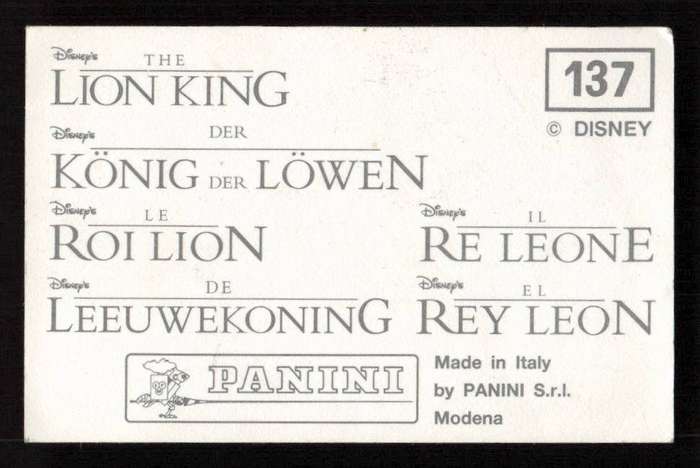 Disney's THE
LION KING
137
© DISNEY
Disney's DER
KÖNIG DER LÖWEN
Disney's LE
ROI LION
Disney's IL
RE LEONE
Disney's DE
LEEUWEKONING
Disney's EL
REY LEON
PANINI
Made in Italy
by PANINI S.r.l.
Modena